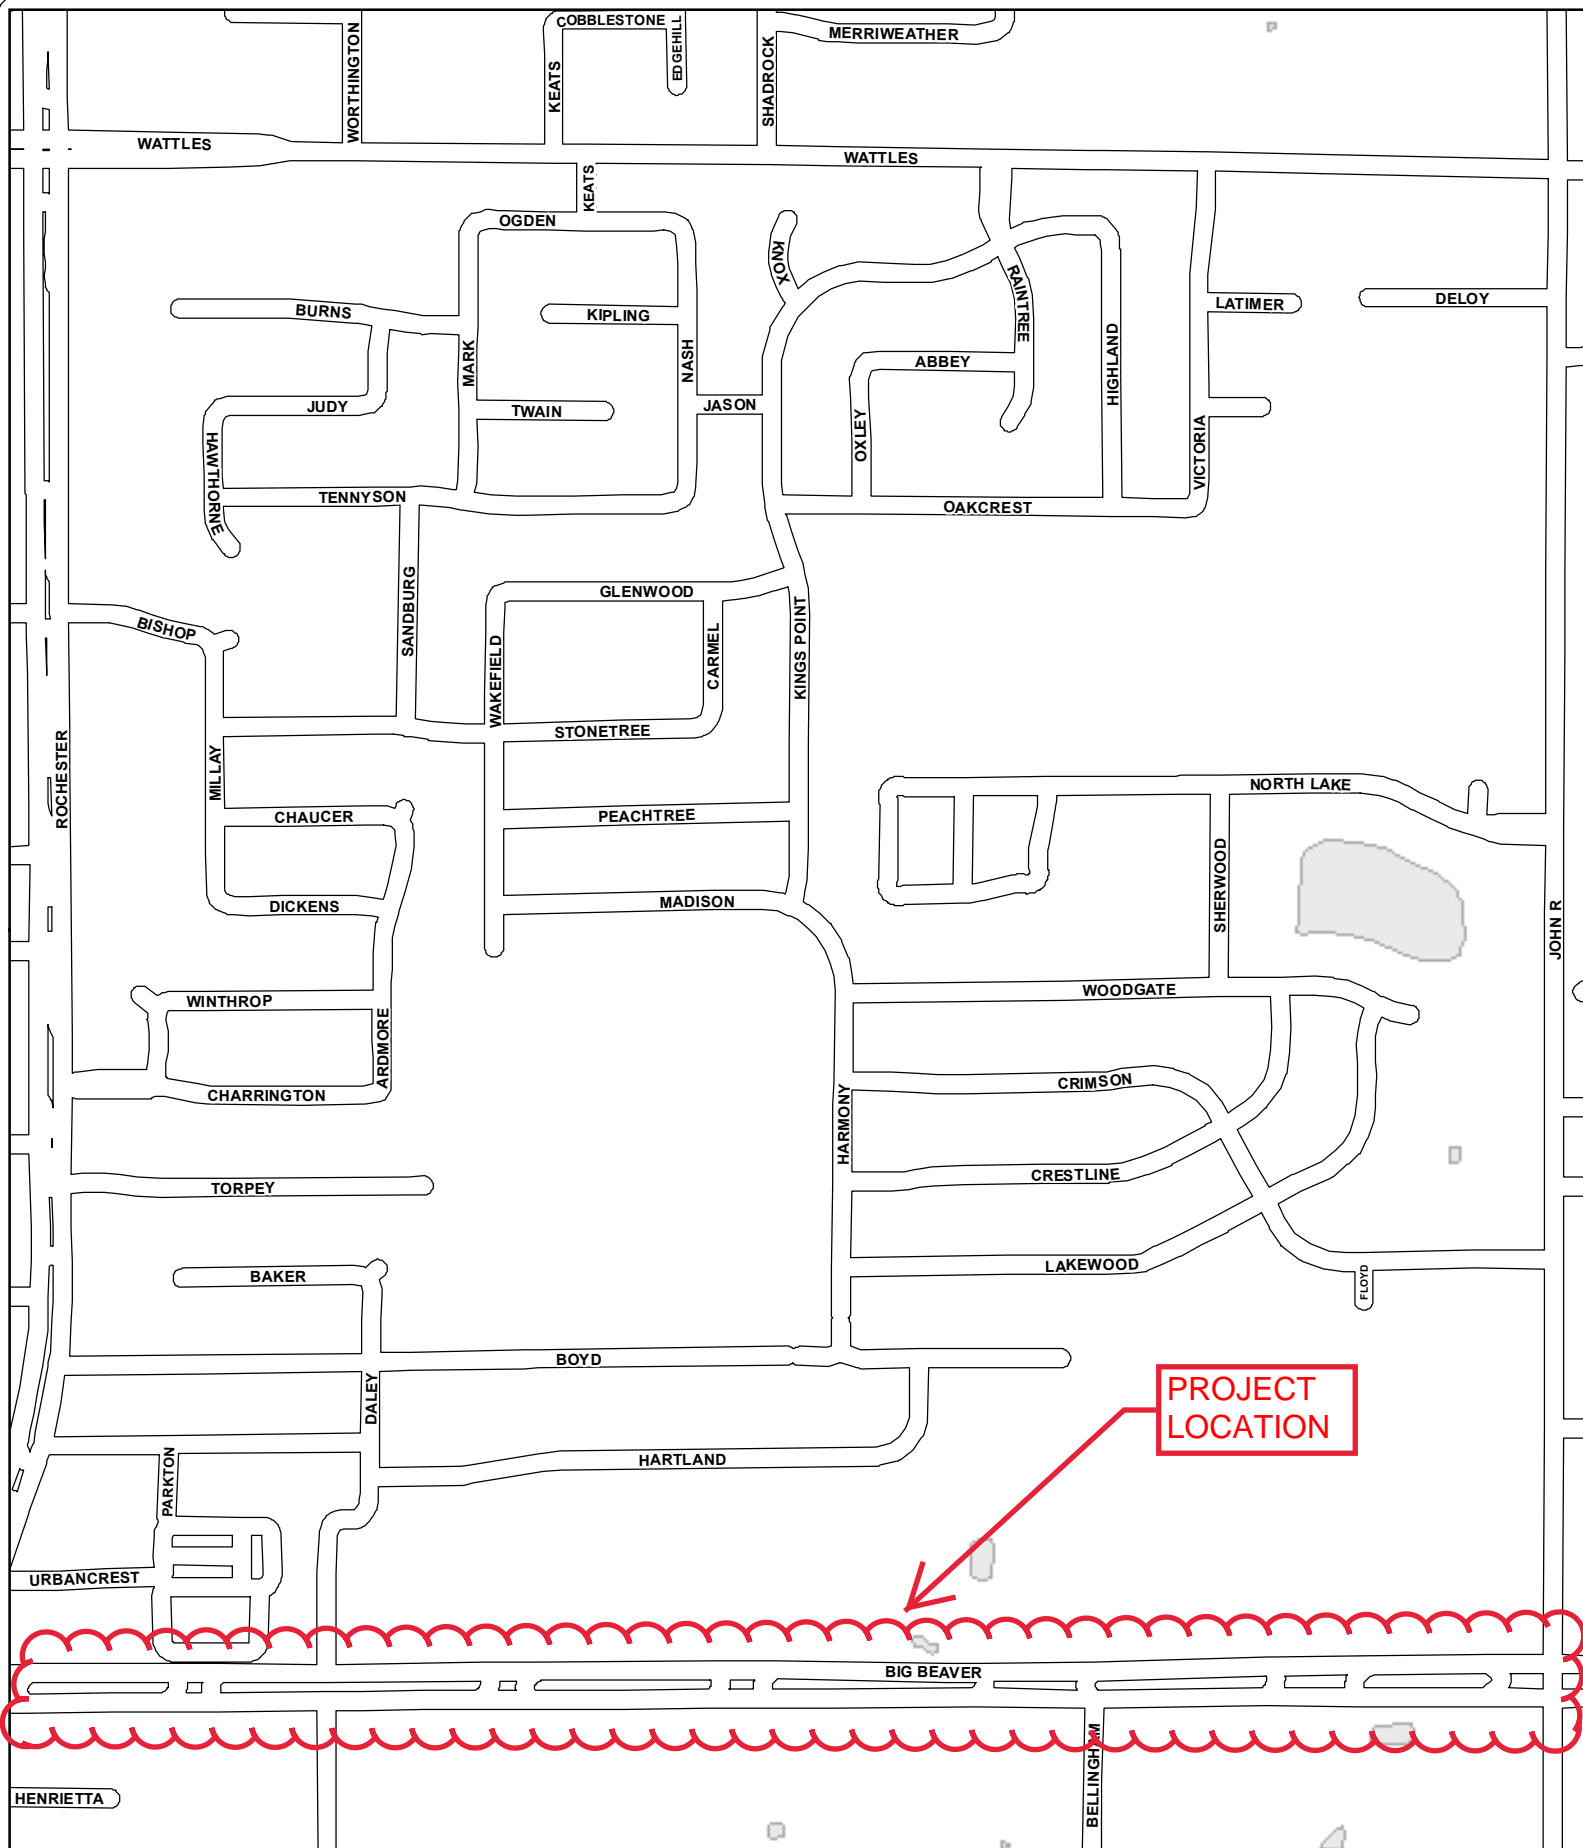 COBBLESTONE
MERRIWEATHER
WORTHINGTON
KEATS
EDGEHILL
SHADROCK
WATTLES
WATTLES
KEATS
OGDEN
KNOX
RAINTREE
BURNS
KIPLING
LATIMER
DELOY
MARK
NASH
ABBEY
HIGHLAND
JUDY
TWAIN
JASON
OXLEY
VICTORIA
HAWTHORNE
TENNYSON
OAKCREST
SANDBURG
GLENWOOD
BISHOP
WAKEFIELD
CARMEL
KINGS POINT
STONETREE
ROCHESTER
MILLAY
NORTH LAKE
CHAUCER
PEACHTREE
SHERWOOD
DICKENS
MADISON
JOHN R
WINTHROP
WOODGATE
ARDMORE
CHARRINGTON
CRIMSON
HARMONY
TORPEY
CRESTLINE
BAKER
LAKEWOOD
FLOYD
BOYD
DALEY
PROJECT
LOCATION
HARTLAND
PARKTON
URBANCREST
BIG BEAVER
BELLINGHAM
HENRIETTA